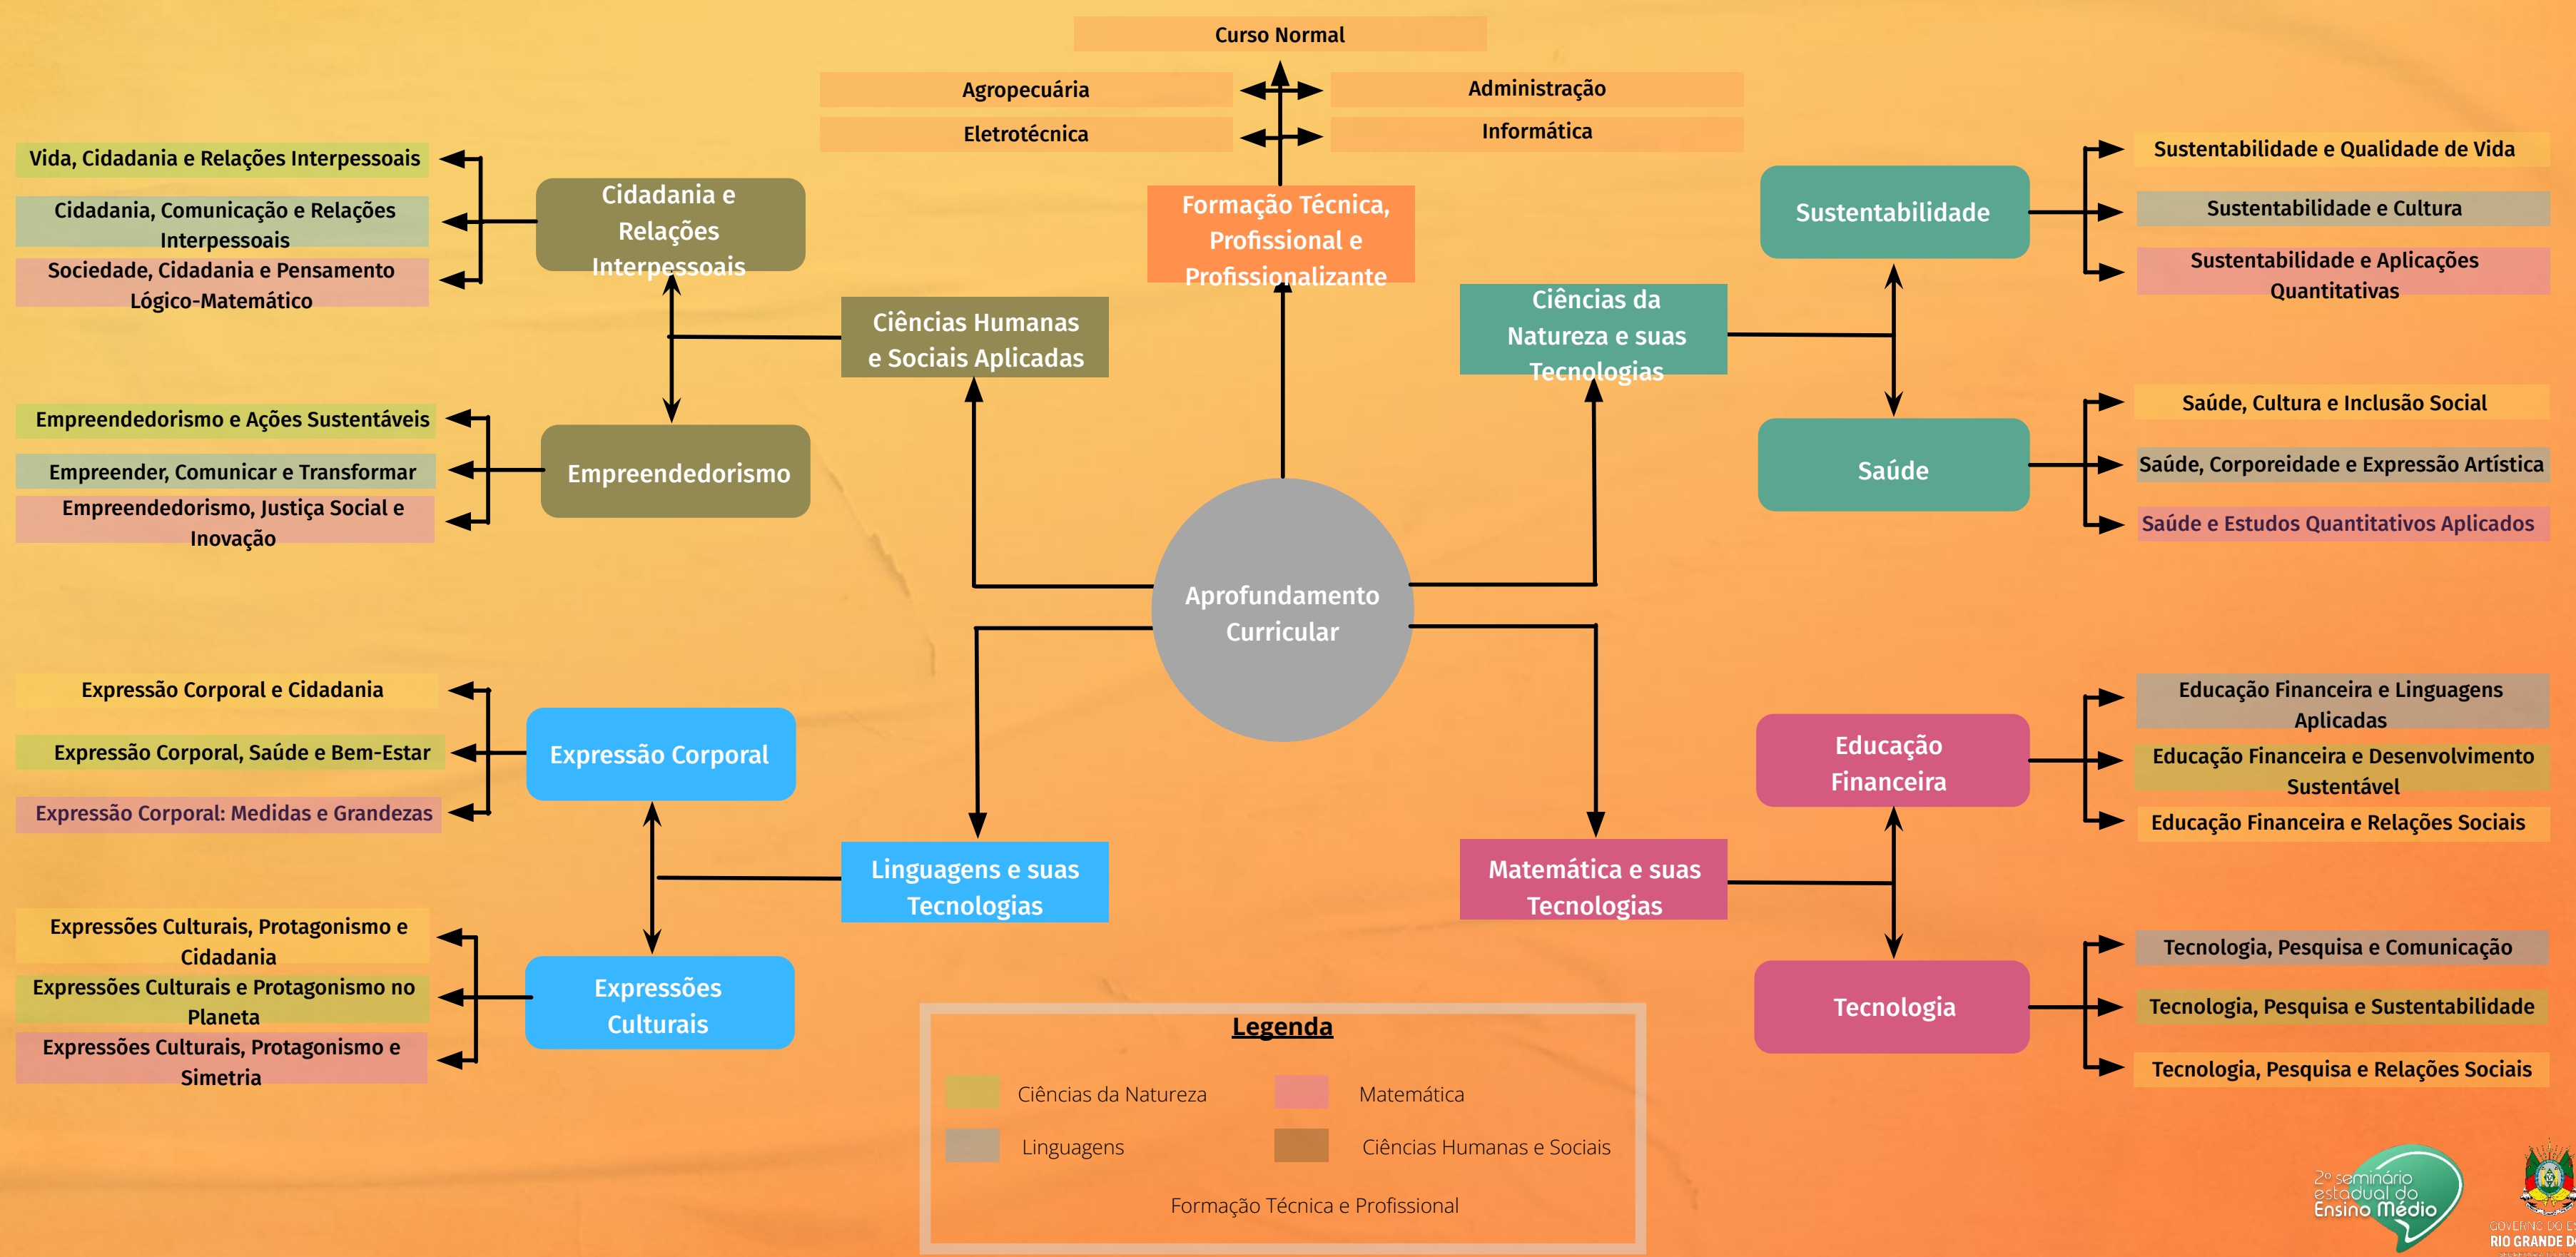 Curso Normal
Agropecuária
Administração
Eletrotécnica
Informática
Formação Técnica,
Profissional e
Profissionalizante
Vida, Cidadania e Relações Interpessoais
Cidadania, Comunicação e Relações
Interpessoais
Sociedade, Cidadania e Pensamento
Lógico-Matemático
Cidadania e
Relações
Interpessoais
Ciências Humanas
e Sociais Aplicadas
Empreendedorismo e Ações Sustentáveis
Empreender, Comunicar e Transformar
Empreendedorismo, Justiça Social e
Inovação
Empreendedorismo
Ciências da
Natureza e suas
Tecnologias
Sustentabilidade
Sustentabilidade e Qualidade de Vida
Sustentabilidade e Cultura
Sustentabilidade e Aplicações
Quantitativas
Saúde
Saúde, Cultura e Inclusão Social
Saúde, Corporeidade e Expressão Artística
Saúde e Estudos Quantitativos Aplicados
Aprofundamento
Curricular
Expressão Corporal e Cidadania
Expressão Corporal, Saúde e Bem-Estar
Expressão Corporal: Medidas e Grandezas
Expressão Corporal
Linguagens e suas
Tecnologias
Expressões Culturais, Protagonismo e
Cidadania
Expressões Culturais e Protagonismo no
Planeta
Expressões Culturais, Protagonismo e
Simetria
Expressões
Culturais
Matemática e suas
Tecnologias
Educação
Financeira
Educação Financeira e Linguagens
Aplicadas
Educação Financeira e Desenvolvimento
Sustentável
Educação Financeira e Relações Sociais
Tecnologia
Tecnologia, Pesquisa e Comunicação
Tecnologia, Pesquisa e Sustentabilidade
Tecnologia, Pesquisa e Relações Sociais
Legenda
Ciências da Natureza
Matemática
Linguagens
Ciências Humanas e Sociais
Formação Técnica e Profissional
2º seminário
estadual do
Ensino Médio
GOVERNO DO
RIO GRANDE